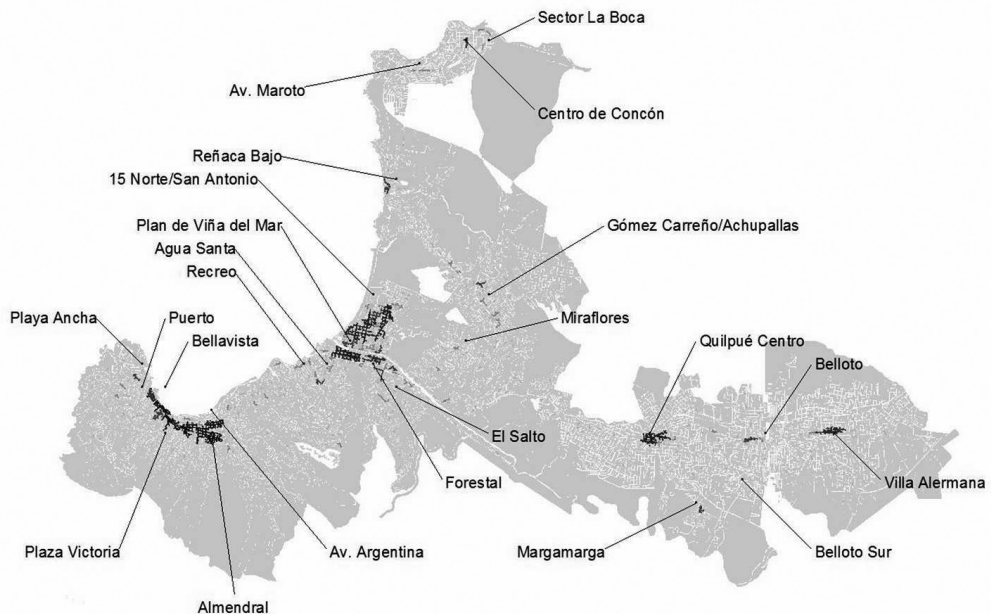 Sector La Boca
Av. Maroto
Centro de Concón
Reñaca Bajo
15 Norte/San Antonio
Plan de Viña del Mar
Gómez Carreño/Achupallas
Agua Santa
Recreo
Playa Ancha
Puerto
Miraflores
Bellavista
Quilpué Centro
Belloto
El Salto
Forestal
Villa Alermana
Plaza Victoria
Av. Argentina
Margamarga
Belloto Sur
Almendral